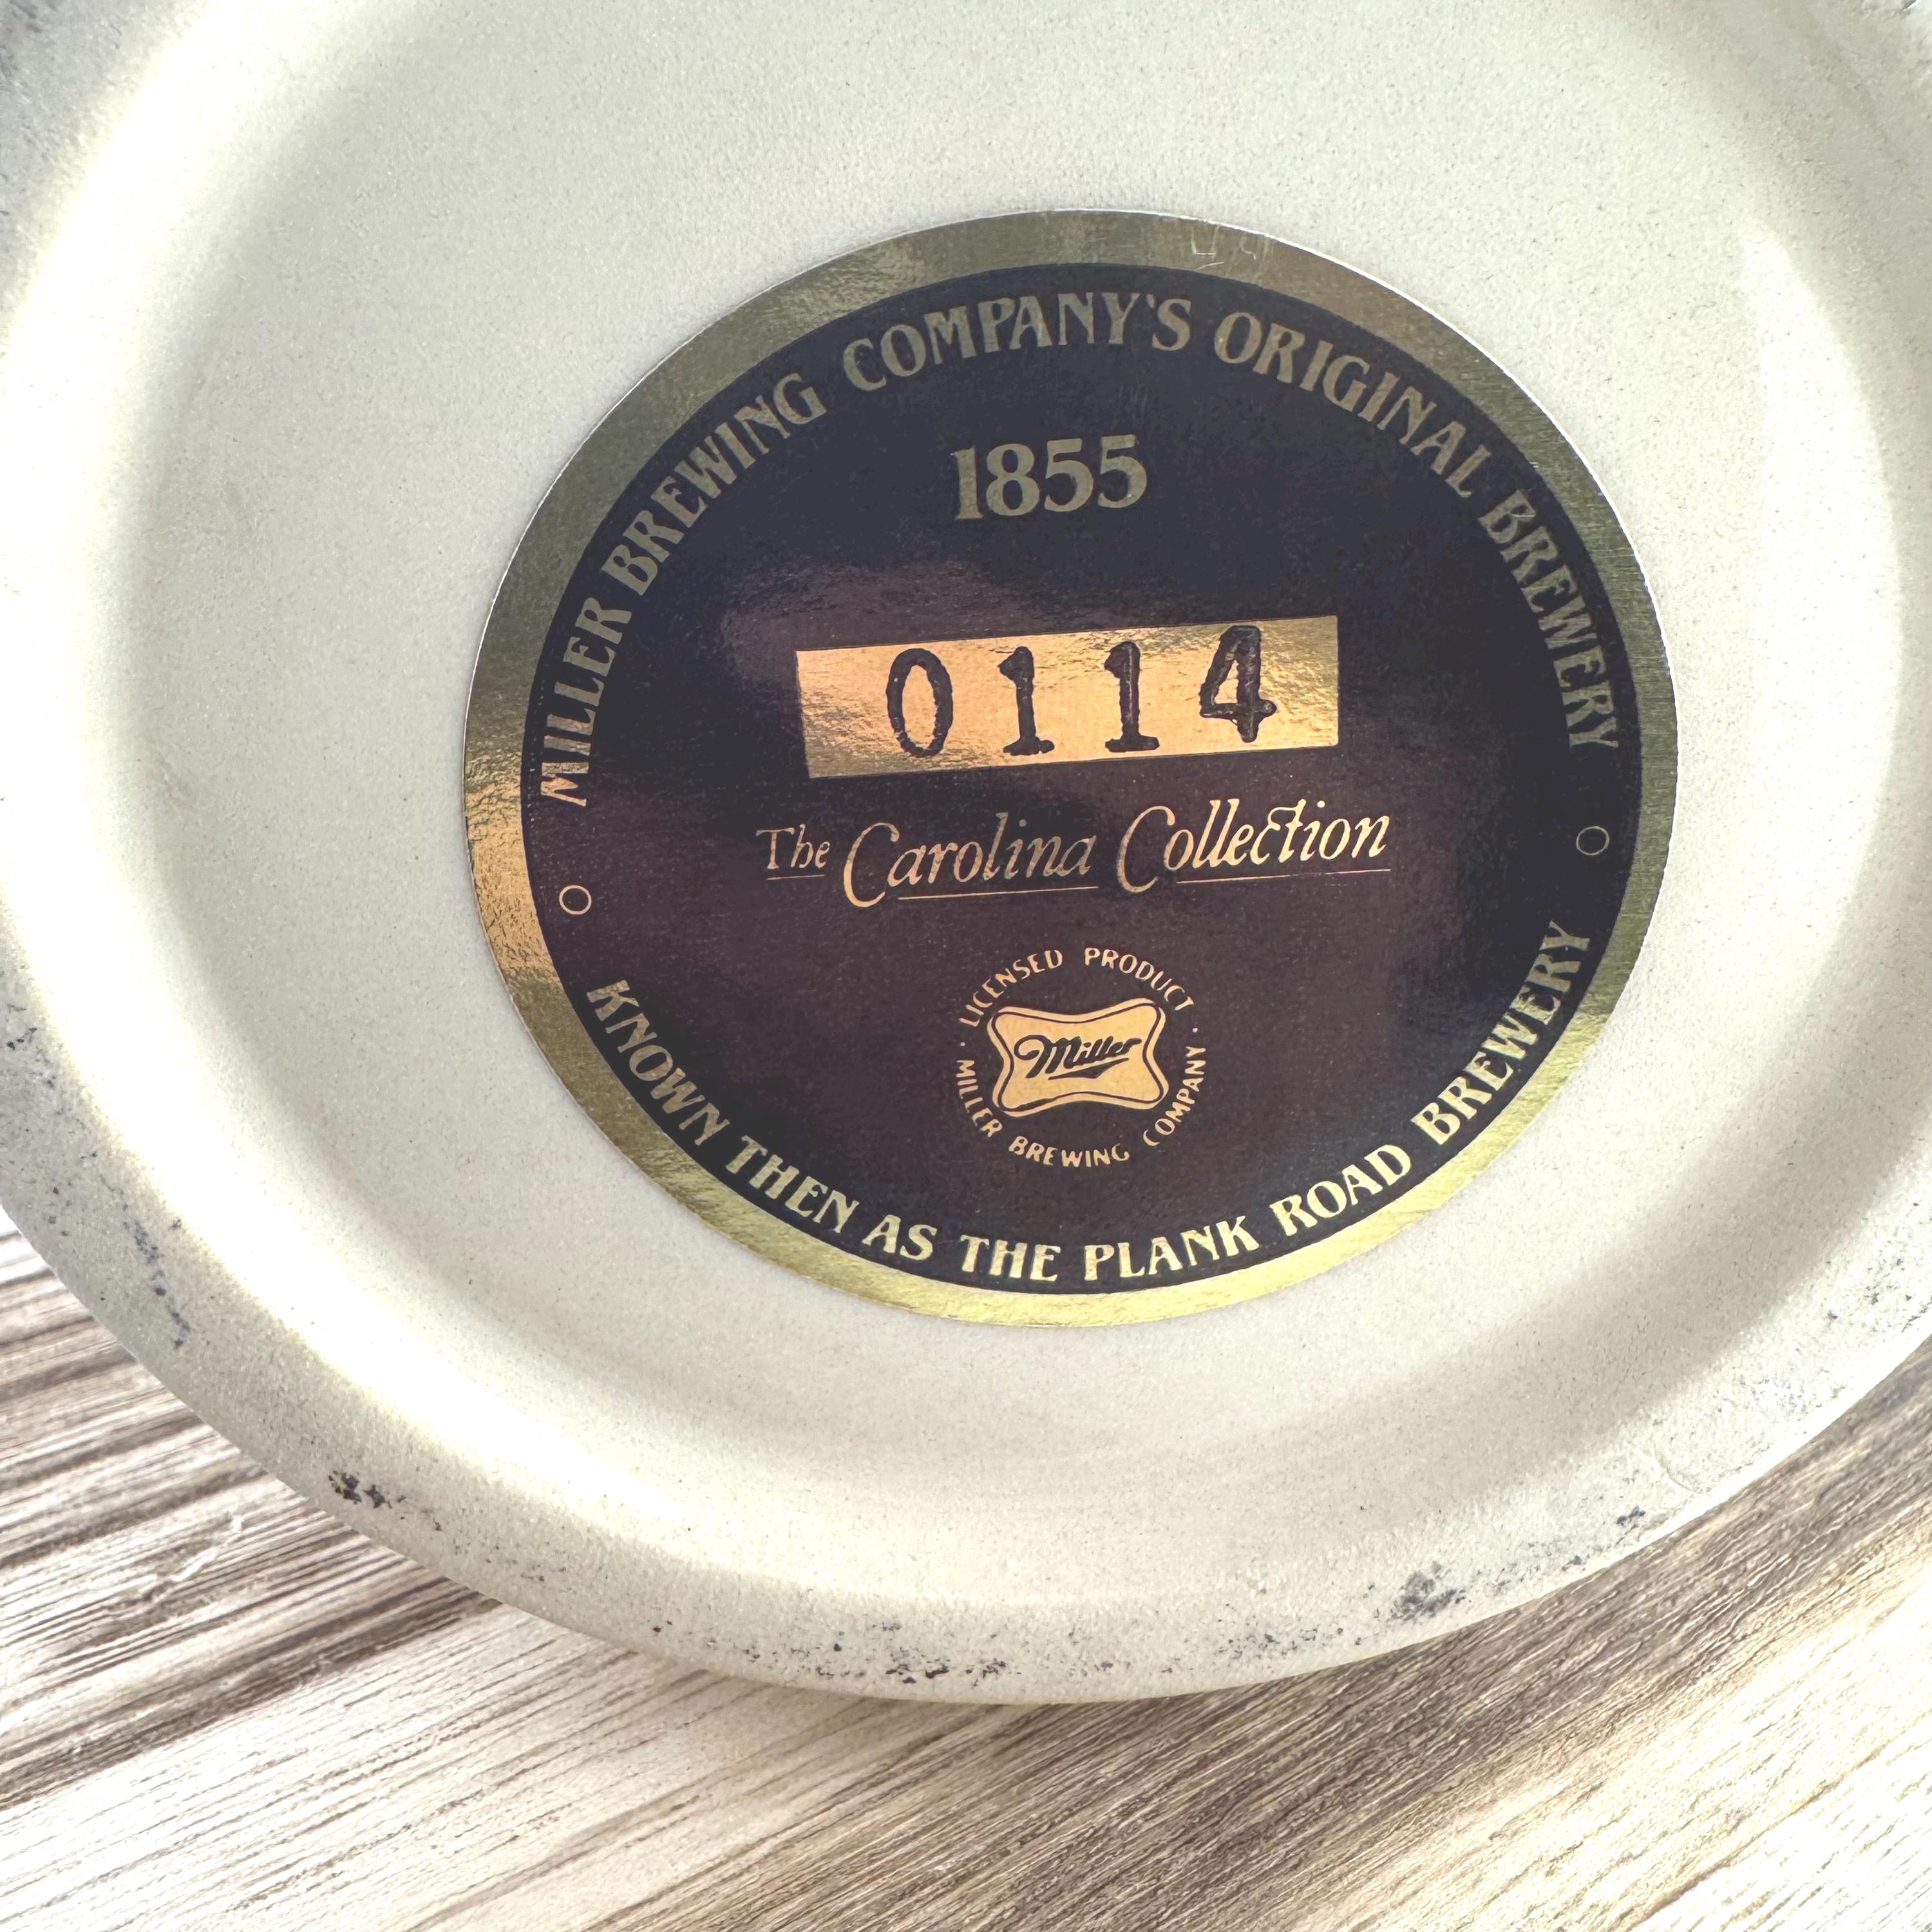 MILLER BREWING COMPANY'S ORIGINAL BREWERY
1855
0114
The Carolina Collection
LICENSED PRODUCT
Miller
· MILLER BREWING COMPANY ·
KNOWN THEN AS THE PLANK ROAD BREWERY